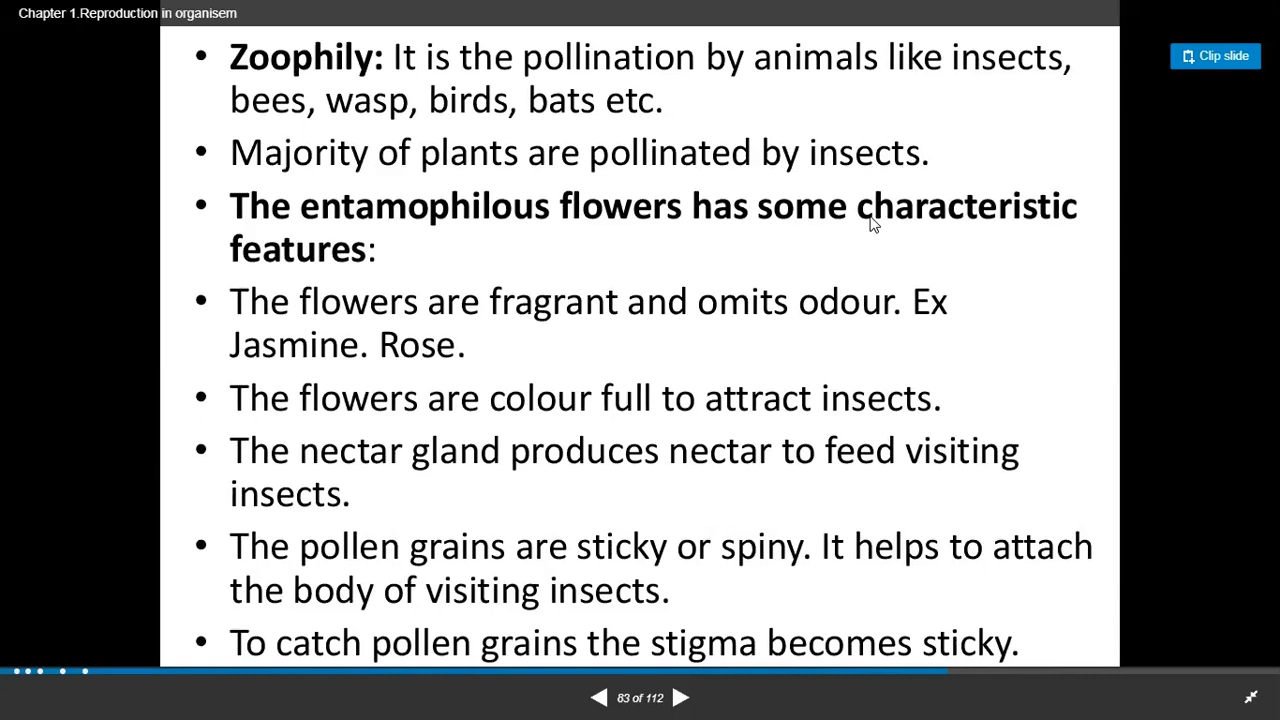 Chapter 1.Reproduction in organisem
Clip slide
• Zoophily: It is the pollination by animals like insects,
bees, wasp, birds, bats etc.
• Majority of plants are pollinated by insects.
• The entamophilous flowers has some characteristic
features:
• The flowers are fragrant and omits odour. Ex
Jasmine. Rose.
• The flowers are colour full to attract insects.
• The nectar gland produces nectar to feed visiting
insects.
• The pollen grains are sticky or spiny. It helps to attach
the body of visiting insects.
• To catch pollen grains the stigma becomes sticky.
83 of 112